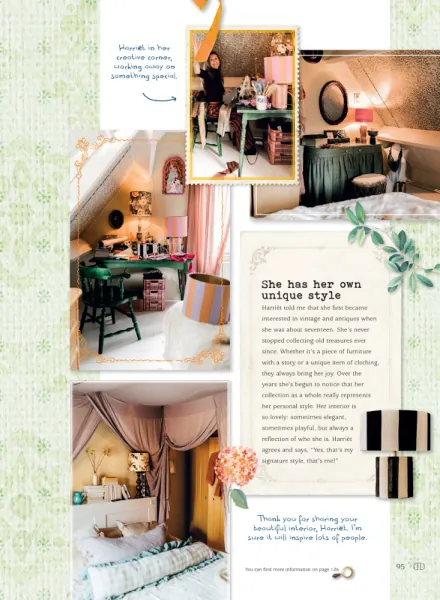 Harriët in her
creative corner,
working away on
something special.
She has her own
unique style
Harriët told me that she first became
interested in vintage and antiques when
she was about seventeen. She's never
stopped collecting old treasures ever
since. Whether it's a piece of furniture
with a story or a unique item of clothing,
they always bring her joy. Over the
years she's begun to notice that her
collection as a whole really represents
her personal style. Her interior is
so lovely: sometimes elegant,
sometimes playful, but always a
reflection of who she is. Harriët
agrees and says, "Yes, that's my
signature style, that's me!"
Thank you for sharing your
beautiful interior, Harriët. I'm
sure it will inspire lots of people.
You can find more information on page 126.
95